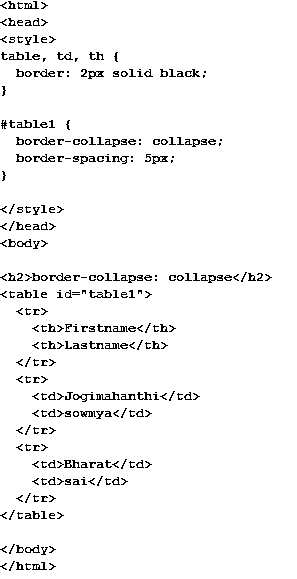 <html>
<head>
<style>
table, td, th {
  border: 2px solid black;
}

#table1 {
  border-collapse: collapse;
  border-spacing: 5px;
}

</style>
</head>
<body>

<h2>border-collapse: collapse</h2>
<table id="table1">
  <tr>
    <th>Firstname</th>
    <th>Lastname</th>
  </tr>
  <tr>
    <td>Jogimahanthi</td>
    <td>sowmya</td>
  </tr>
  <tr>
    <td>Bharat</td>
    <td>sai</td>
  </tr>
</table>

</body>
</html>